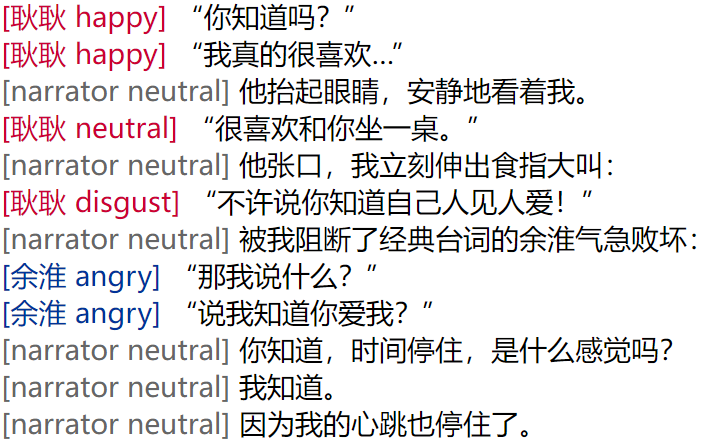 [耿耿 happy] “你知道吗？”
[耿耿 happy] “我真的很喜欢…”
[narrator neutral] 他抬起眼睛，安静地看着我。
[耿耿 neutral] “很喜欢和你坐一桌。”
[narrator neutral] 他张口，我立刻伸出食指大叫：
[耿耿 disgust] “不许说你知道自己人见人爱！”
[narrator neutral] 被我阻断了经典台词的余淮气急败坏：
[余淮 angry] “那我说什么？”
[余淮 angry] “说我知道你爱我？”
[narrator neutral] 你知道，时间停住，是什么感觉吗？
[narrator neutral] 我知道。
[narrator neutral] 因为我的心跳也停住了。